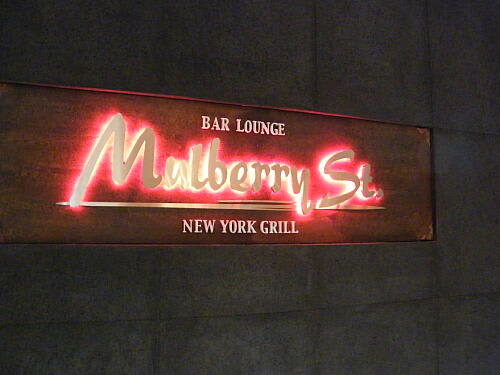 BAR LOUNGE
Mulberry St.
NEW YORK GRILL